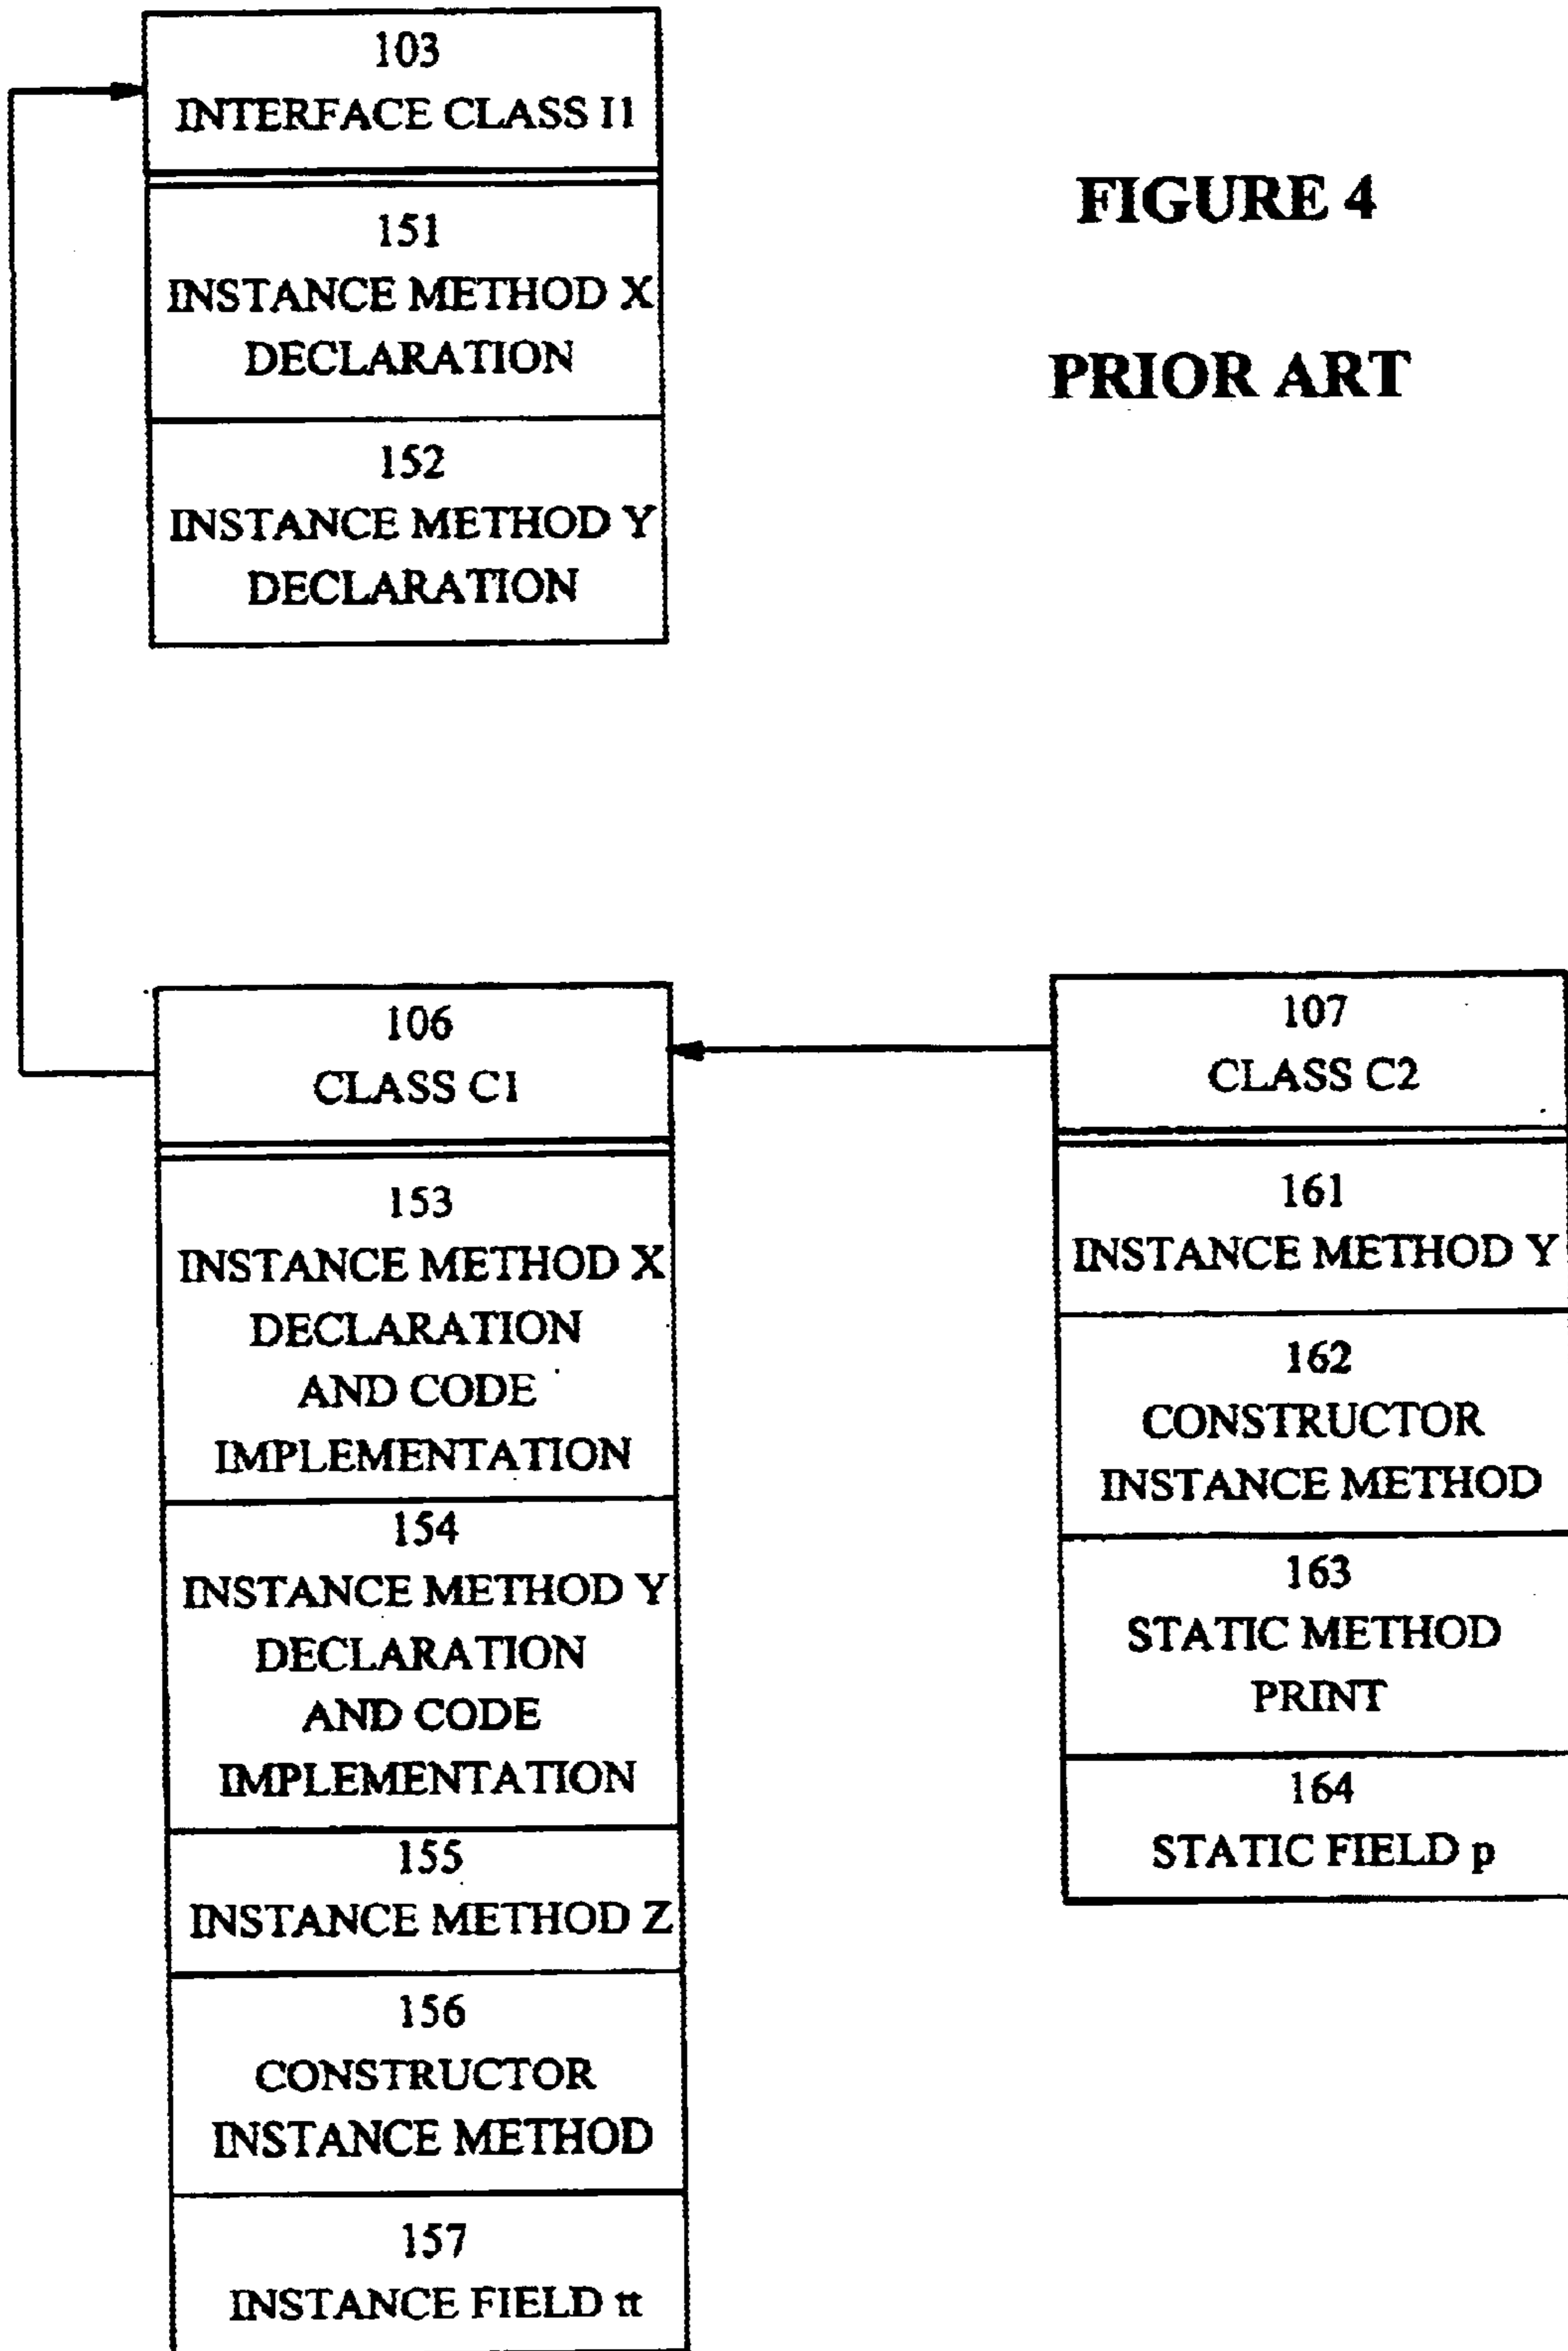 103
INTERFACE CLASS I1
151
INSTANCE METHOD X
DECLARATION
152
INSTANCE METHOD Y
DECLARATION
FIGURE 4
PRIOR ART
106
CLASS C1
153
INSTANCE METHOD X
DECLARATION
AND CODE
IMPLEMENTATION
154
INSTANCE METHOD Y
DECLARATION
AND CODE
IMPLEMENTATION
155
INSTANCE METHOD Z
156
CONSTRUCTOR
INSTANCE METHOD
157
INSTANCE FIELD tt
107
CLASS C2
161
INSTANCE METHOD Y
162
CONSTRUCTOR
INSTANCE METHOD
163
STATIC METHOD
PRINT
164
STATIC FIELD p